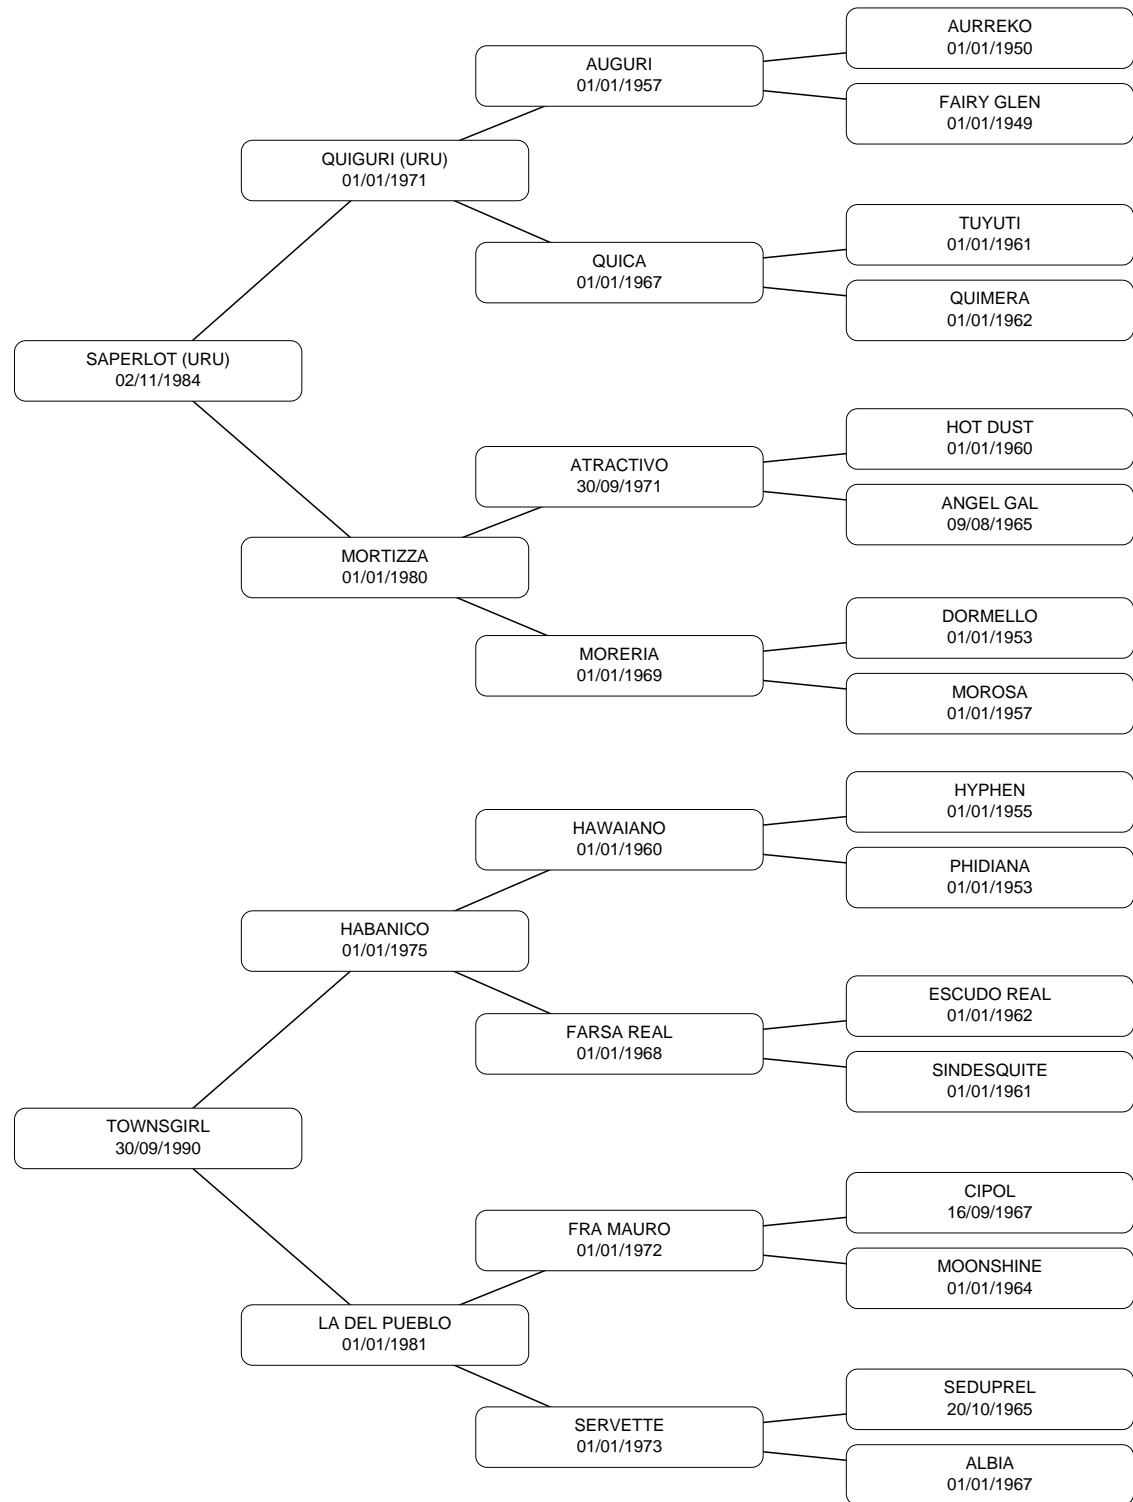 AURREKO
01/01/1950
AUGURI
01/01/1957
FAIRY GLEN
01/01/1949
QUIGURI (URU)
01/01/1971
TUYUTI
01/01/1961
QUICA
01/01/1967
QUIMERA
01/01/1962
SAPERLOT (URU)
02/11/1984
HOT DUST
01/01/1960
ATRACTIVO
30/09/1971
ANGEL GAL
09/08/1965
MORTIZZA
01/01/1980
DORMELLO
01/01/1953
MORERIA
01/01/1969
MOROSA
01/01/1957
HYPHEN
01/01/1955
HAWAIANO
01/01/1960
PHIDIANA
01/01/1953
HABANICO
01/01/1975
ESCUDO REAL
01/01/1962
FARSA REAL
01/01/1968
SINDESQUITE
01/01/1961
TOWNSGIRL
30/09/1990
CIPOL
16/09/1967
FRA MAURO
01/01/1972
MOONSHINE
01/01/1964
LA DEL PUEBLO
01/01/1981
SEDUPREL
20/10/1965
SERVETTE
01/01/1973
ALBIA
01/01/1967